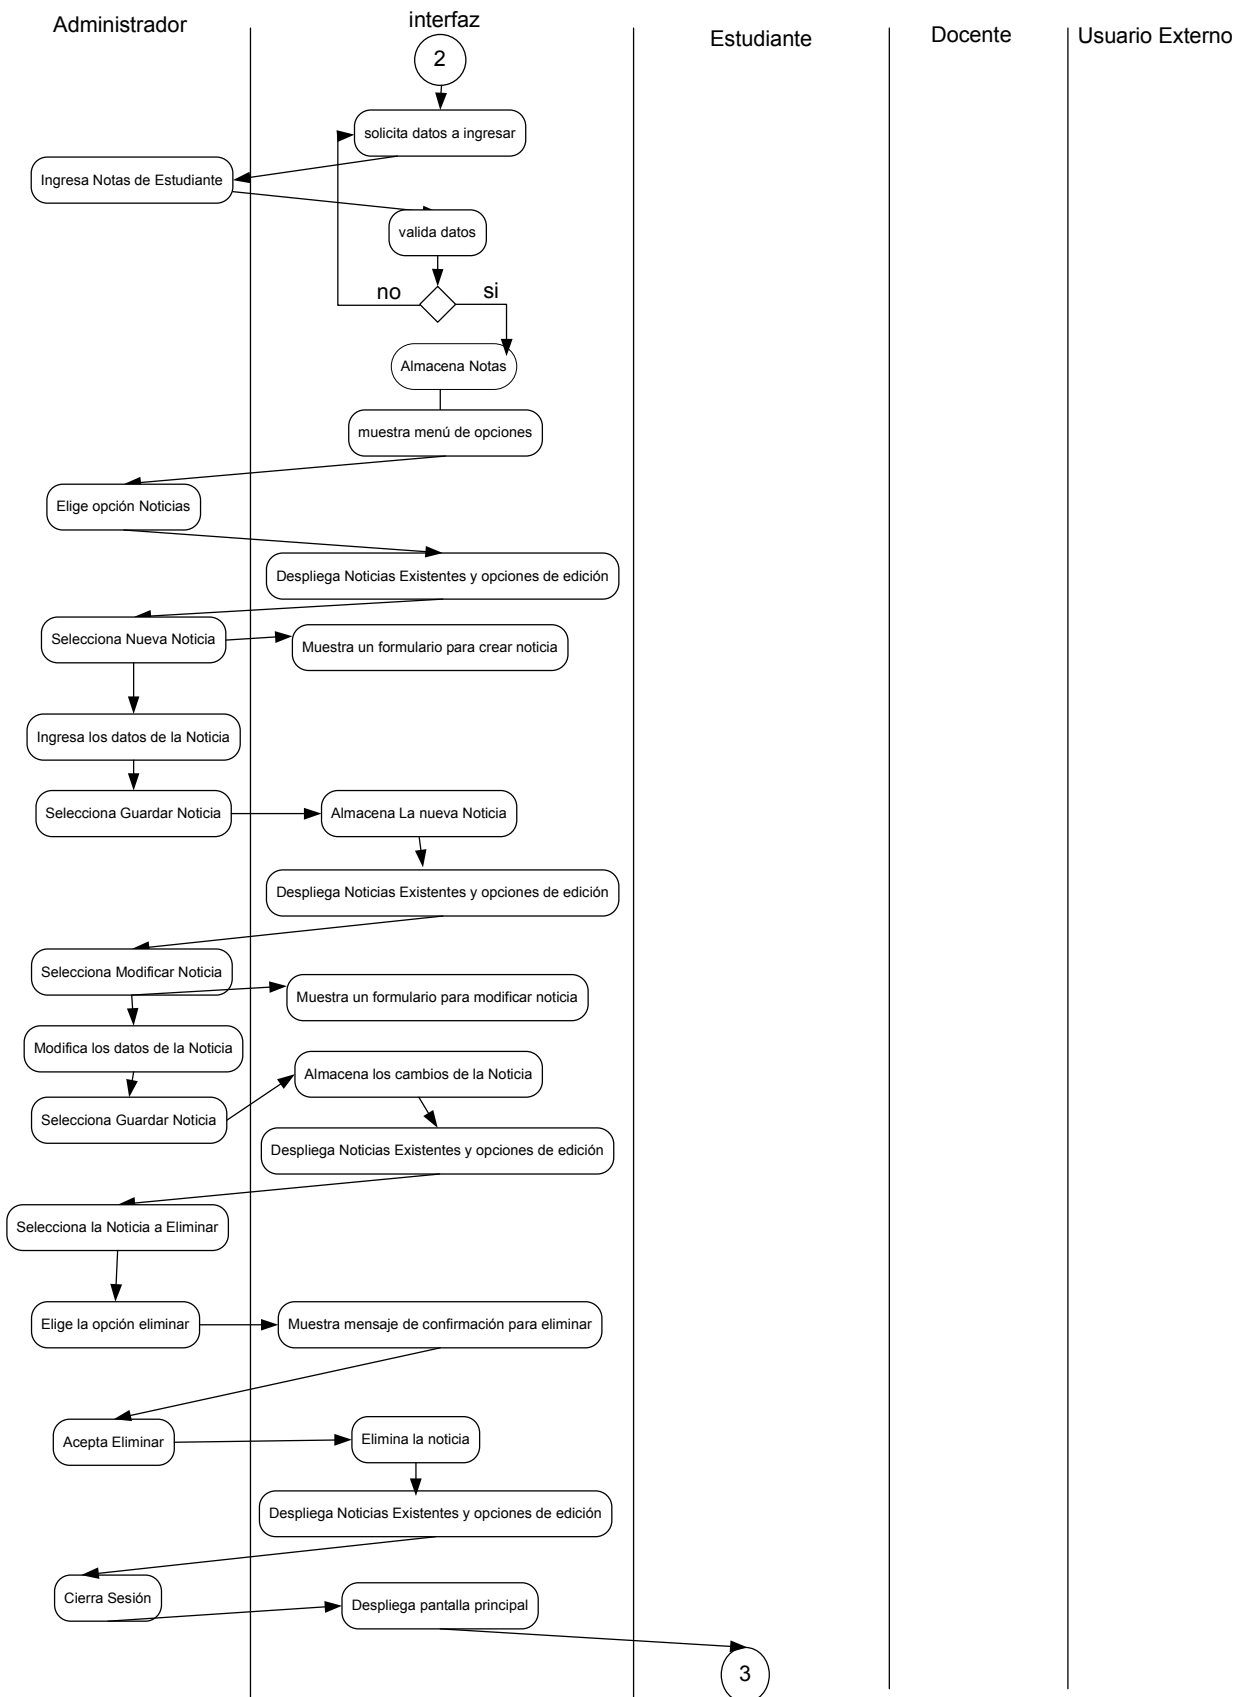 Administrador
interfaz
Estudiante
Docente
Usuario Externo
2
solicita datos a ingresar
Ingresa Notas de Estudiante
valida datos
no
si
Almacena Notas
muestra menú de opciones
Elige opción Noticias
Despliega Noticias Existentes y opciones de edición
Selecciona Nueva Noticia
Muestra un formulario para crear noticia
Ingresa los datos de la Noticia
Selecciona Guardar Noticia
Almacena La nueva Noticia
Despliega Noticias Existentes y opciones de edición
Selecciona Modificar Noticia
Muestra un formulario para modificar noticia
Modifica los datos de la Noticia
Almacena los cambios de la Noticia
Selecciona Guardar Noticia
Despliega Noticias Existentes y opciones de edición
Selecciona la Noticia a Eliminar
Elige la opción eliminar
Muestra mensaje de confirmación para eliminar
Acepta Eliminar
Elimina la noticia
Despliega Noticias Existentes y opciones de edición
Cierra Sesión
Despliega pantalla principal
3